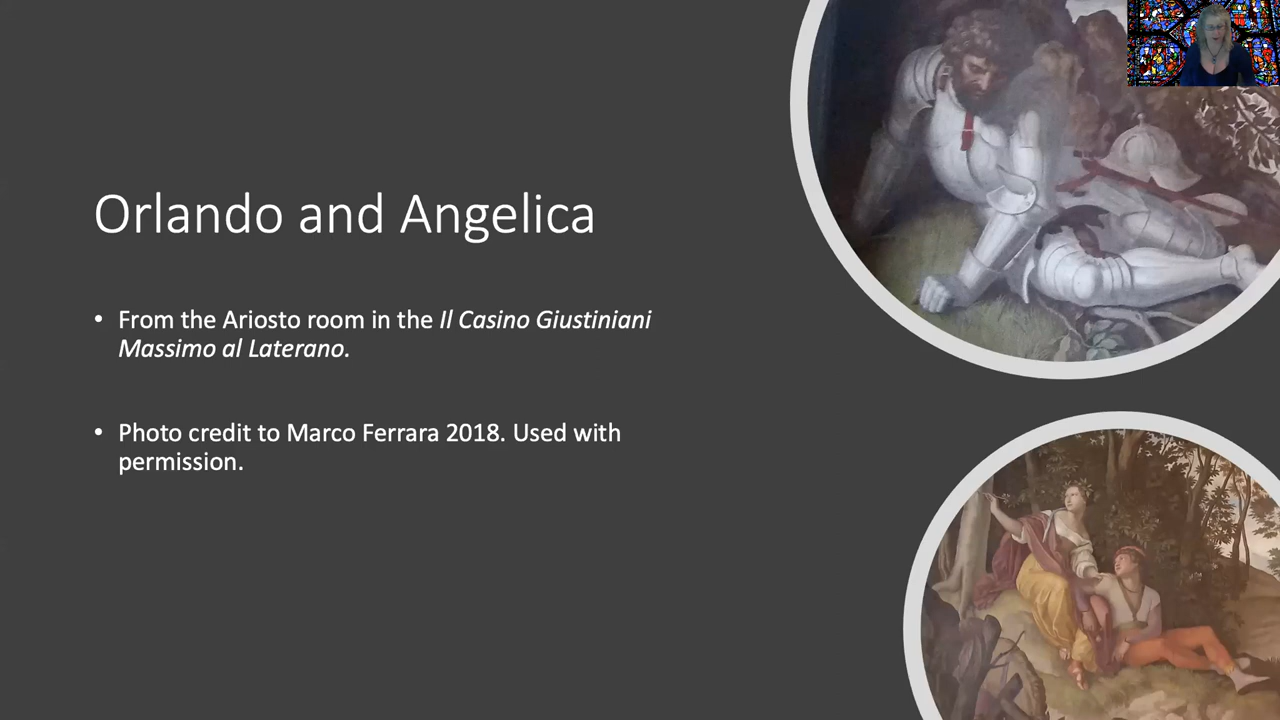 Orlando and Angelica
• From the Ariosto room in the Il Casino Giustiniani
Massimo al Laterano.
• Photo credit to Marco Ferrara 2018. Used with
permission.